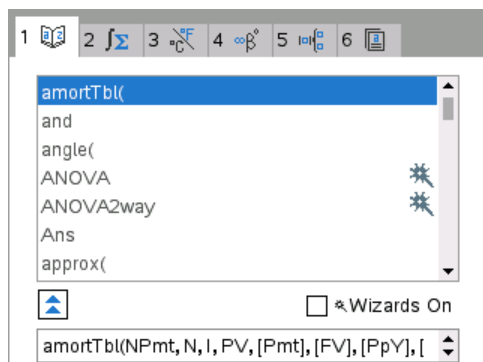 1 2 ∫Σ 3 °C °F 4 ∞β° 5 6
amortTbl(
and
angle(
ANOVA
ANOVA2way
Ans
approx(
Wizards On
amortTbl(NPmt, N, I, PV, [Pmt], [FV], [PpY], [